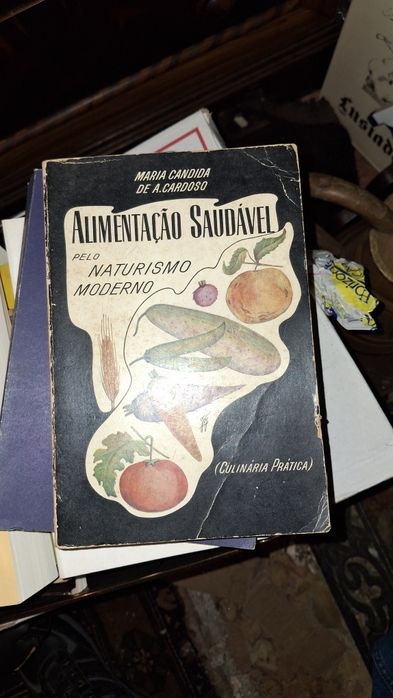 MARIA CANDIDA
DE A. CARDOSO
ALIMENTAÇÃO SAUDÁVEL
PELO
NATURISMO
MODERNO
(CULINÁRIA PRÁTICA)